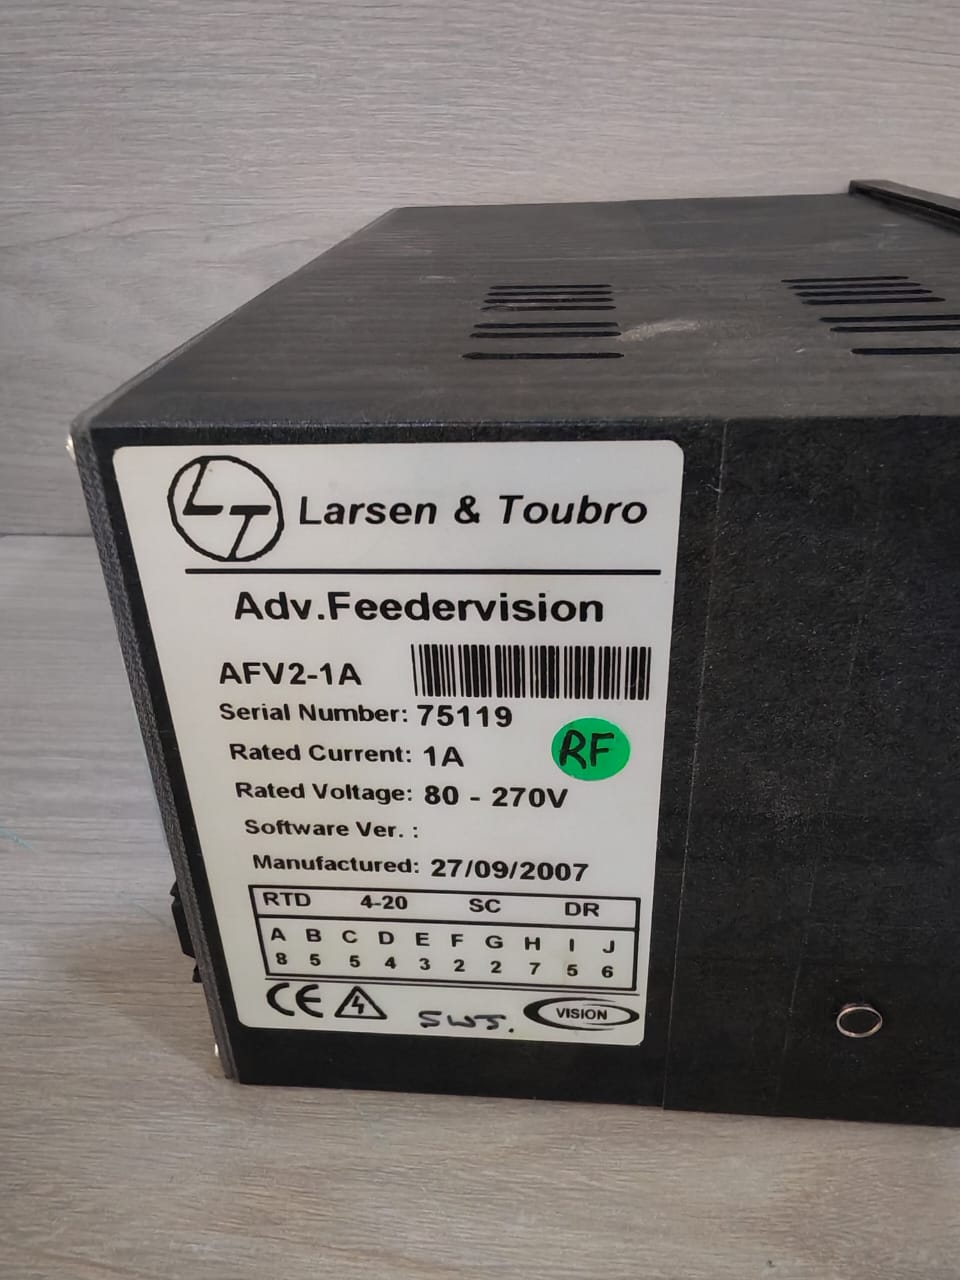 LT Larsen & Toubro
Adv.Feedervision
AFV2-1A
Serial Number: 75119
Rated Current: 1A
RF
Rated Voltage: 80 - 270V
Software Ver. :
Manufactured: 27/09/2007
RTD 4-20 SC DR
A B C D E F G H I J
8 5 5 4 3 2 2 7 5 6
CE
VISION